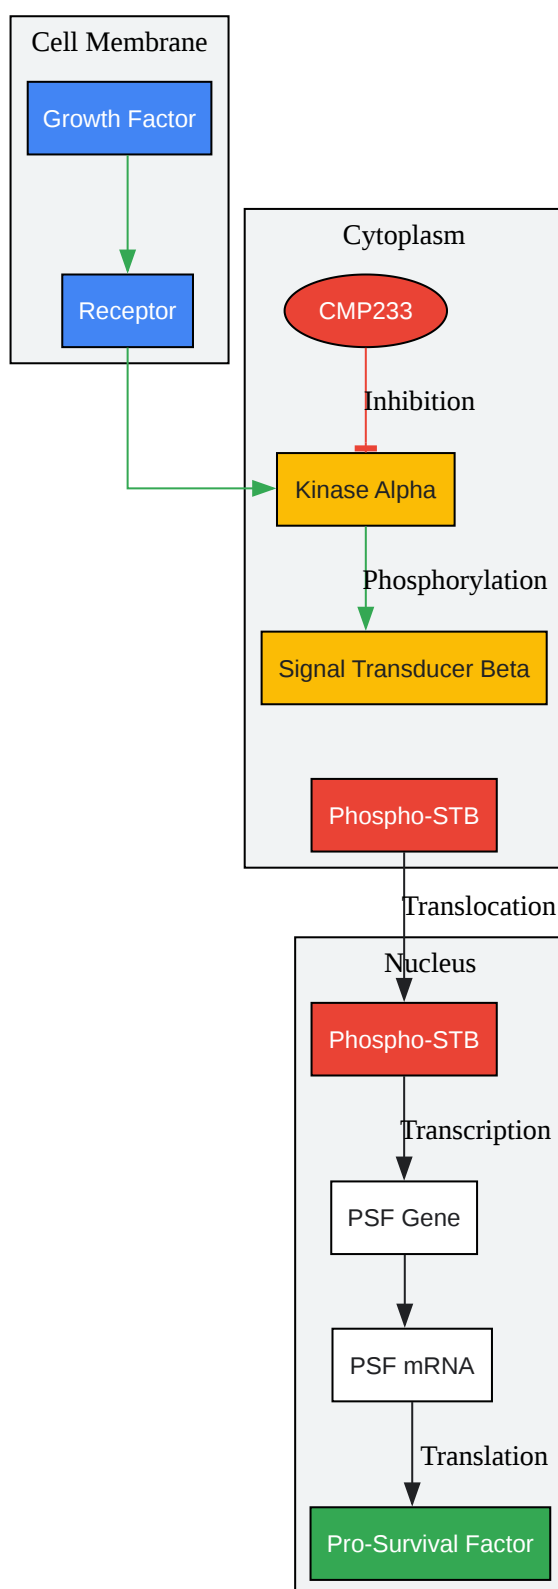 Cell Membrane
Growth Factor
Receptor
Cytoplasm
CMP233
Inhibition
Kinase Alpha
Phosphorylation
Signal Transducer Beta
Phospho-STB
Translocation
Nucleus
Phospho-STB
Transcription
PSF Gene
PSF mRNA
Translation
Pro-Survival Factor